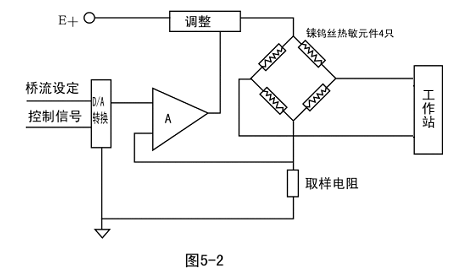 E+
调整
铼钨丝热敏元件4只
桥流设定
控制信号
D/A
转换
A
工作站
取样电阻
图5-2